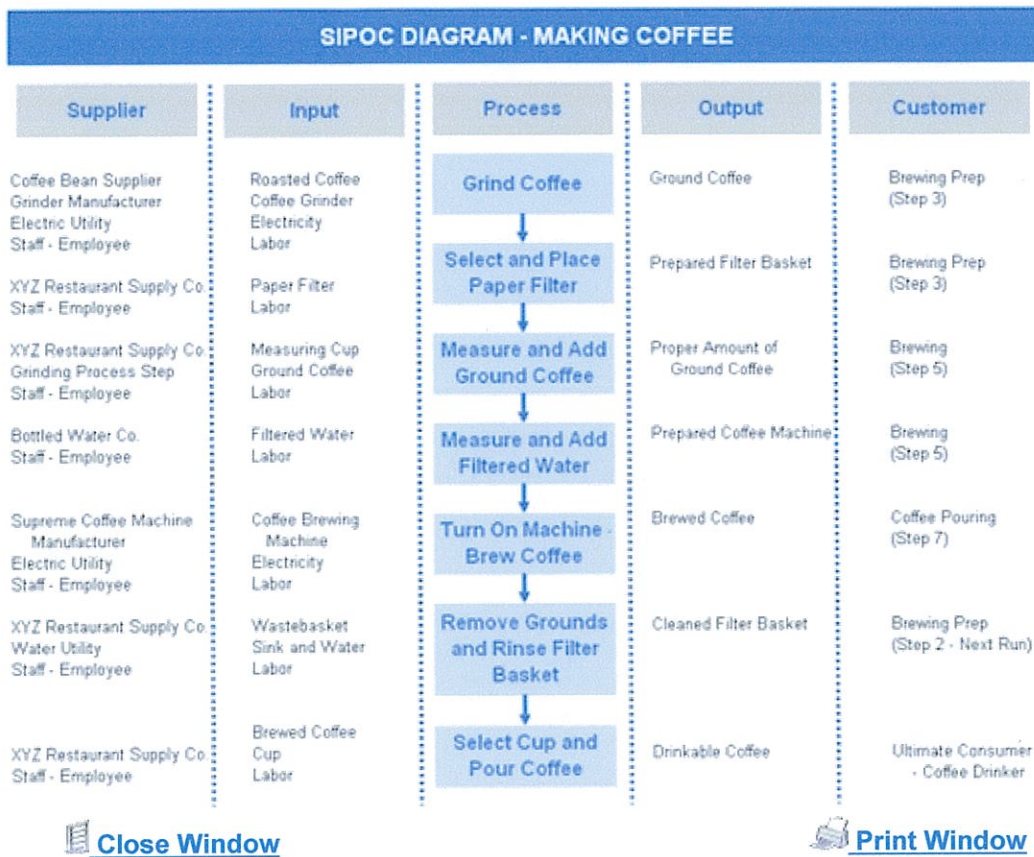 SIPOC DIAGRAM - MAKING COFFEE
Supplier
Input
Process
Output
Customer
Coffee Bean Supplier
Grinder Manufacturer
Electric Utility
Staff - Employee
Roasted Coffee
Coffee Grinder
Electricity
Labor
Grind Coffee
Ground Coffee
Brewing Prep
(Step 3)
XYZ Restaurant Supply Co.
Staff - Employee
Paper Filter
Labor
Select and Place
Paper Filter
Prepared Filter Basket
Brewing Prep
(Step 3)
XYZ Restaurant Supply Co.
Grinding Process Step
Staff - Employee
Measuring Cup
Ground Coffee
Labor
Measure and Add
Ground Coffee
Proper Amount of
Ground Coffee
Brewing
(Step 5)
Bottled Water Co.
Staff - Employee
Filtered Water
Labor
Measure and Add
Filtered Water
Prepared Coffee Machine
Brewing
(Step 5)
Supreme Coffee Machine
Manufacturer
Electric Utility
Staff - Employee
Coffee Brewing
Machine
Electricity
Labor
Turn On Machine -
Brew Coffee
Brewed Coffee
Coffee Pouring
(Step 7)
XYZ Restaurant Supply Co.
Water Utility
Staff - Employee
Wastebasket
Sink and Water
Labor
Remove Grounds
and Rinse Filter
Basket
Cleaned Filter Basket
Brewing Prep
(Step 2 - Next Run)
XYZ Restaurant Supply Co.
Staff - Employee
Brewed Coffee
Cup
Labor
Select Cup and
Pour Coffee
Drinkable Coffee
Ultimate Consumer
- Coffee Drinker
Close Window
Print Window